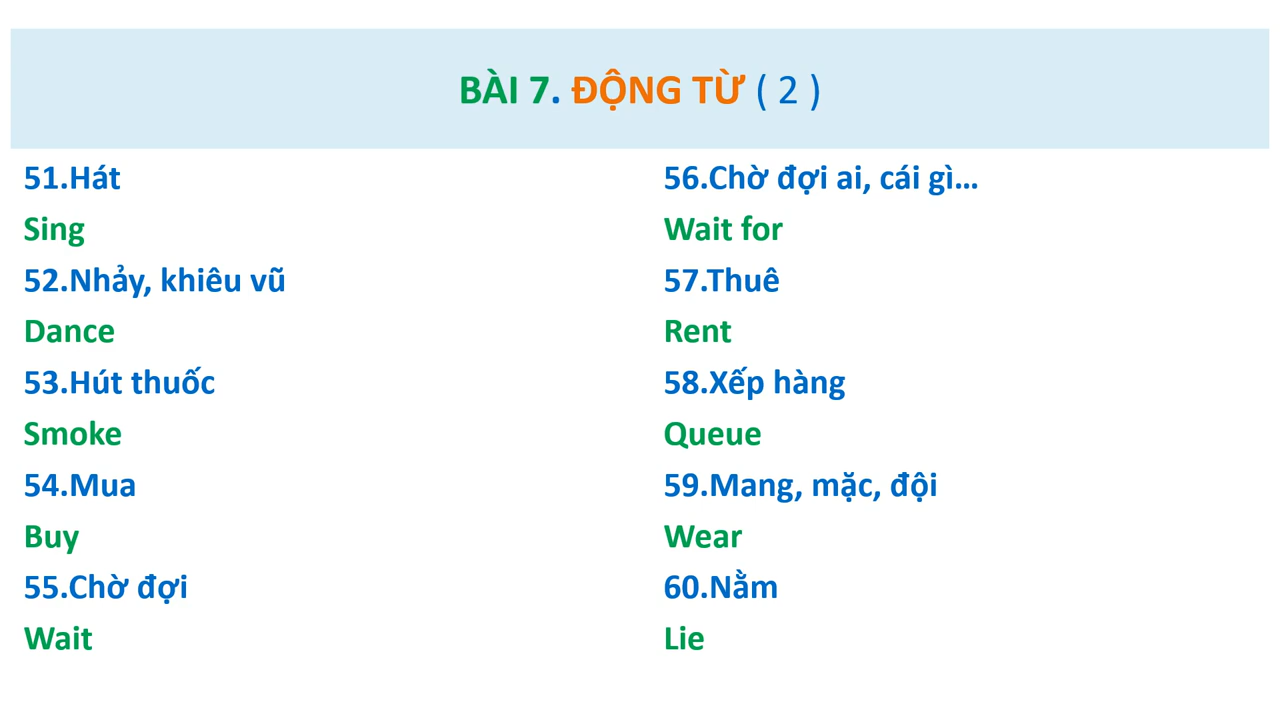 BÀI 7. ĐỘNG TỪ ( 2 )
51.Hát
Sing
52.Nhảy, khiêu vũ
Dance
53.Hút thuốc
Smoke
54.Mua
Buy
55.Chờ đợi
Wait
56.Chờ đợi ai, cái gì...
Wait for
57.Thuê
Rent
58.Xếp hàng
Queue
59.Mang, mặc, đội
Wear
60.Nằm
Lie